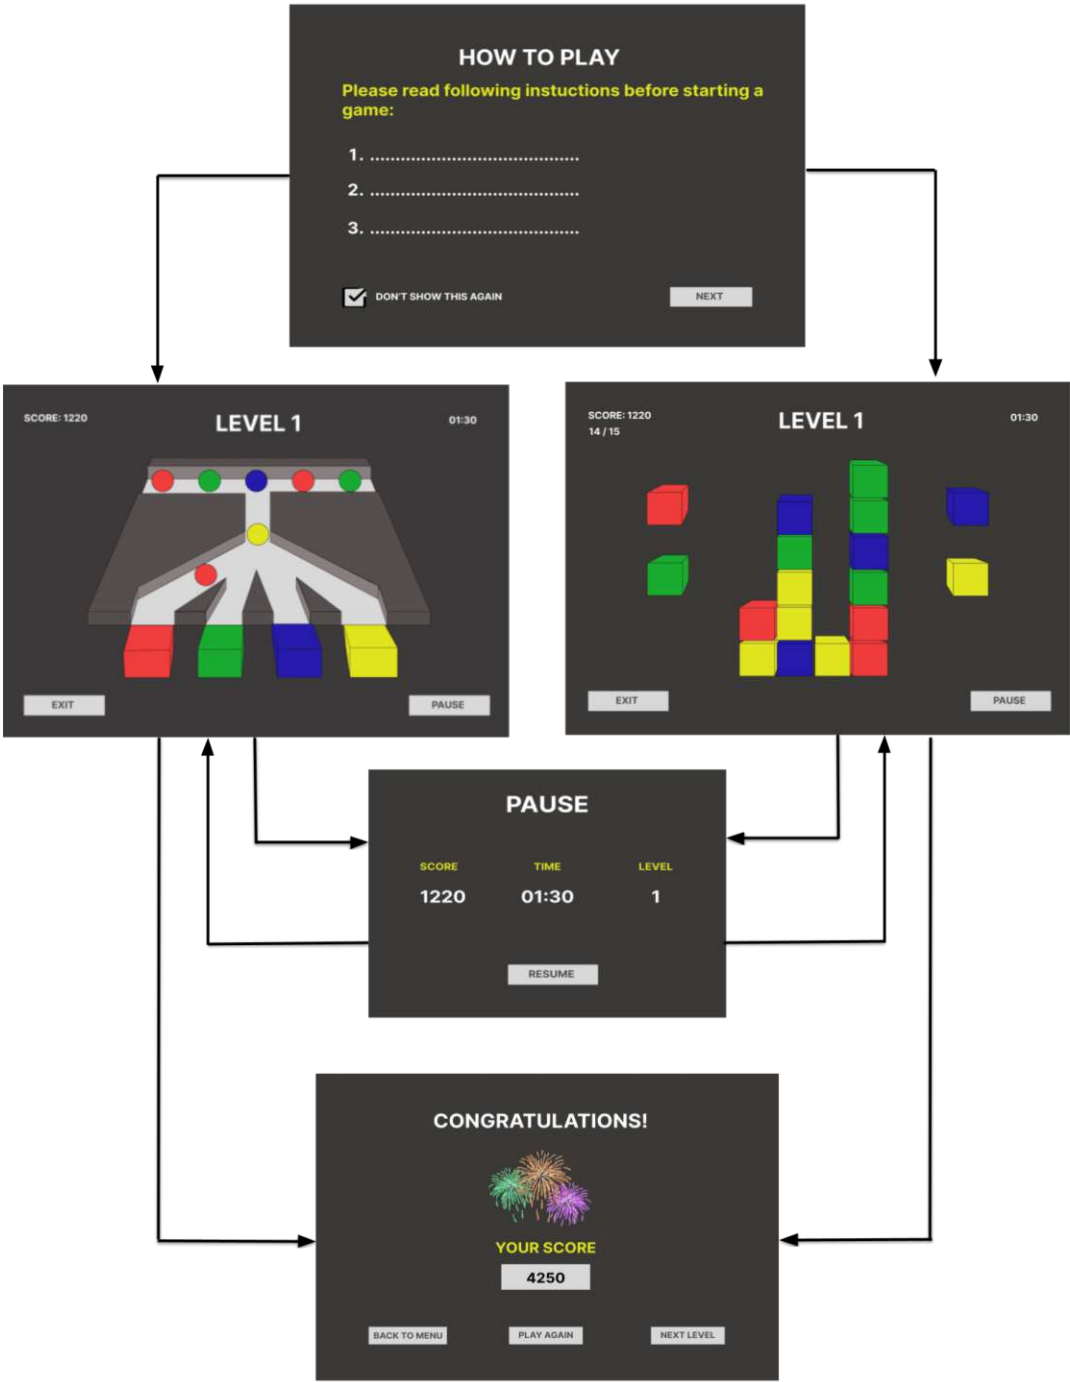 HOW TO PLAY
Please read following instuctions before starting a
game:
1. ..........................................
2. ..........................................
3. ..........................................
DON'T SHOW THIS AGAIN
NEXT
SCORE: 1220
LEVEL 1
01:30
EXIT
PAUSE
SCORE: 1220
14 / 15
LEVEL 1
01:30
EXIT
PAUSE
PAUSE
SCORE TIME LEVEL
1220 01:30 1
RESUME
CONGRATULATIONS!
YOUR SCORE
4250
BACK TO MENU PLAY AGAIN NEXT LEVEL